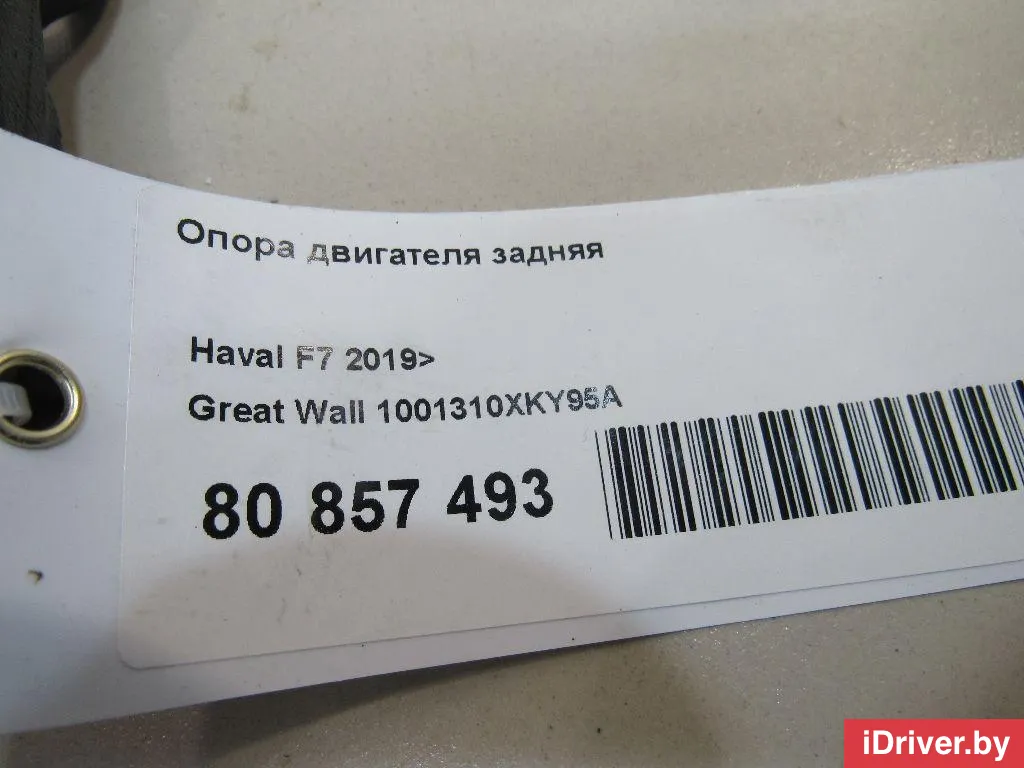 Опора двигателя задняя
Haval F7 2019>
Great Wall 1001310XKY95A
80 857 493
iDriver.by